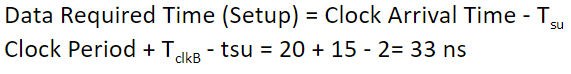 Data Required Time (Setup) = Clock Arrival Time - Tsu
Clock Period + TclkB - tsu = 20 + 15 - 2= 33 ns